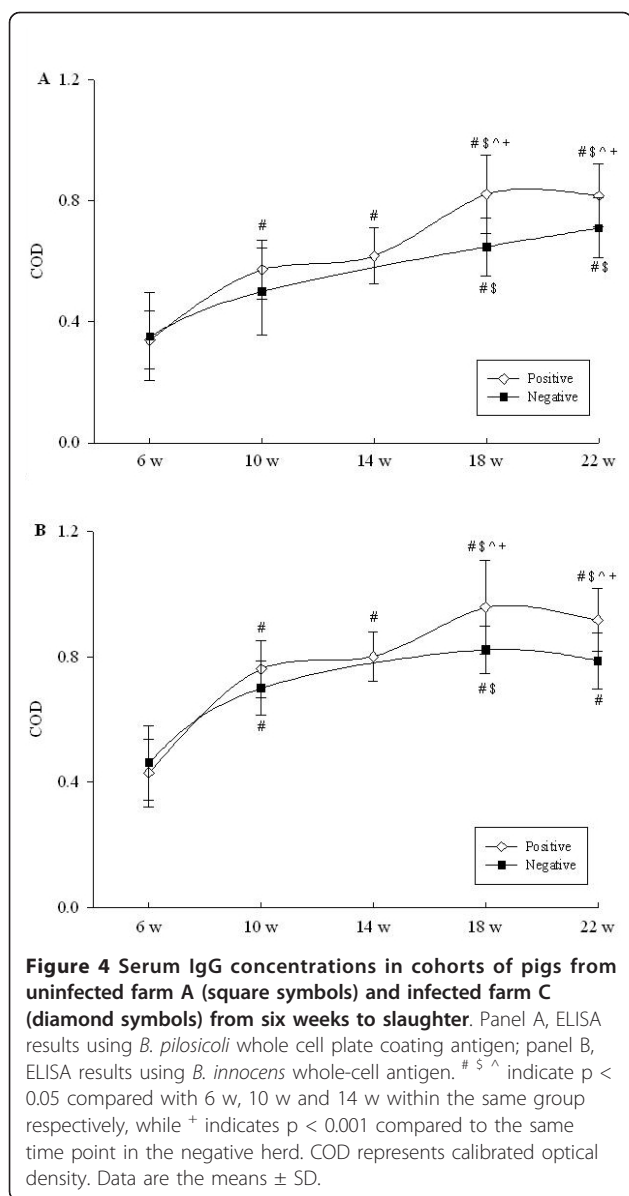 A
1.2
#$^+
#$^+
#
#
0.8
COD
#$
#$
0.4
Positive
Negative
0.0
6 w 10 w 14 w 18 w 22 w
B
1.2
#$^+
#$^+
#
#
0.8
COD
#$
#
#
0.4
Positive
Negative
0.0
6 w 10 w 14 w 18 w 22 w
Figure 4 Serum IgG concentrations in cohorts of pigs from
uninfected farm A (square symbols) and infected farm C
(diamond symbols) from six weeks to slaughter. Panel A, ELISA
results using B. pilosicoli whole cell plate coating antigen; panel B,
ELISA results using B. innocens whole-cell antigen. # $ ^ indicate p <
0.05 compared with 6 w, 10 w and 14 w within the same group
respectively, while + indicates p < 0.001 compared to the same
time point in the negative herd. COD represents calibrated optical
density. Data are the means ± SD.